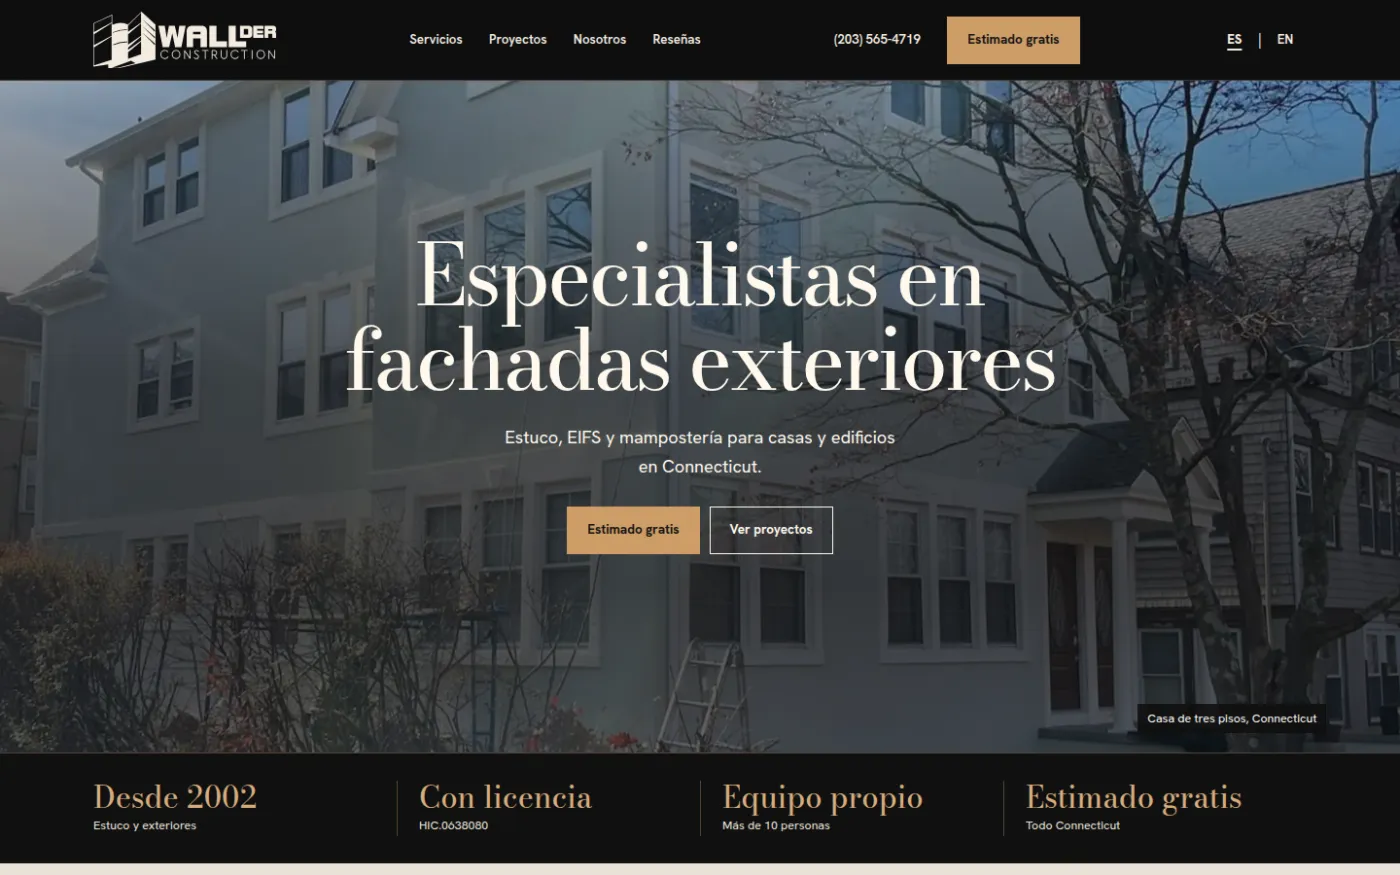 WALLDER
CONSTRUCTION
Servicios
Proyectos
Nosotros
Reseñas
(203) 565-4719
Estimado gratis
ES
EN
Especialistas en
fachadas exteriores
Estuco, EIFS y mampostería para casas y edificios
en Connecticut.
Estimado gratis
Ver proyectos
Casa de tres pisos, Connecticut
Desde 2002
Estuco y exteriores
Con licencia
HIC.0638080
Equipo propio
Más de 10 personas
Estimado gratis
Todo Connecticut